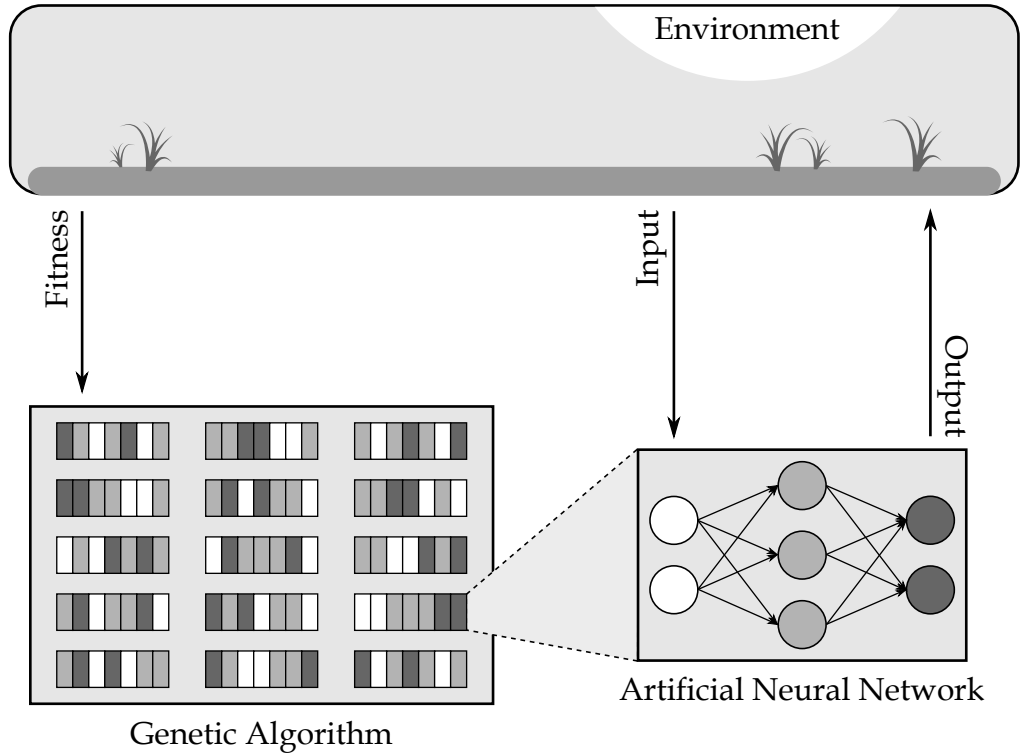 Environment
Fitness
Input
Output
Artificial Neural Network
Genetic Algorithm